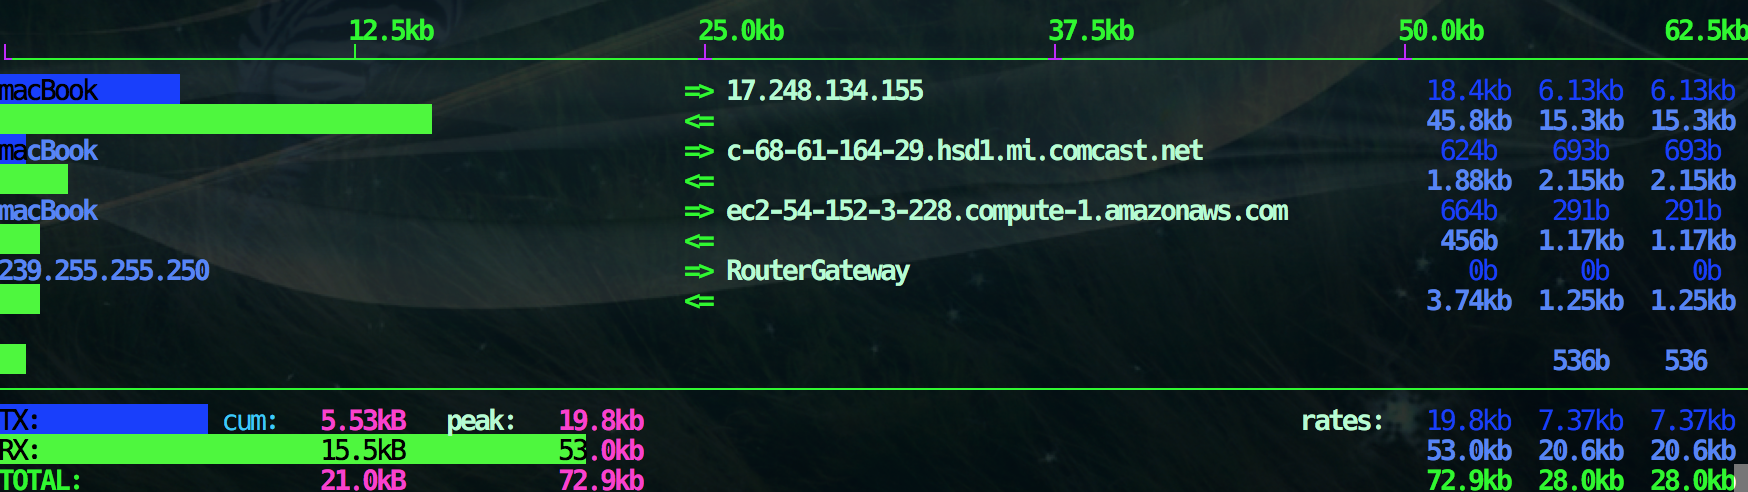 12.5kb 25.0kb 37.5kb 50.0kb 62.5kb
macBook => 17.248.134.155 18.4kb 6.13kb 6.13kb
<= 45.8kb 15.3kb 15.3kb
macBook => c-68-61-164-29.hsd1.mi.comcast.net 624b 693b 693b
<= 1.88kb 2.15kb 2.15kb
macBook => ec2-54-152-3-228.compute-1.amazonaws.com 664b 291b 291b
<= 456b 1.17kb 1.17kb
239.255.255.250 => RouterGateway 0b 0b 0b
<= 3.74kb 1.25kb 1.25kb
536b 536
TX: cum: 5.53kB peak: 19.8kb rates: 19.8kb 7.37kb 7.37kb
RX: 15.5kB 53.0kb 53.0kb 20.6kb 20.6kb
TOTAL: 21.0kB 72.9kb 72.9kb 28.0kb 28.0kb